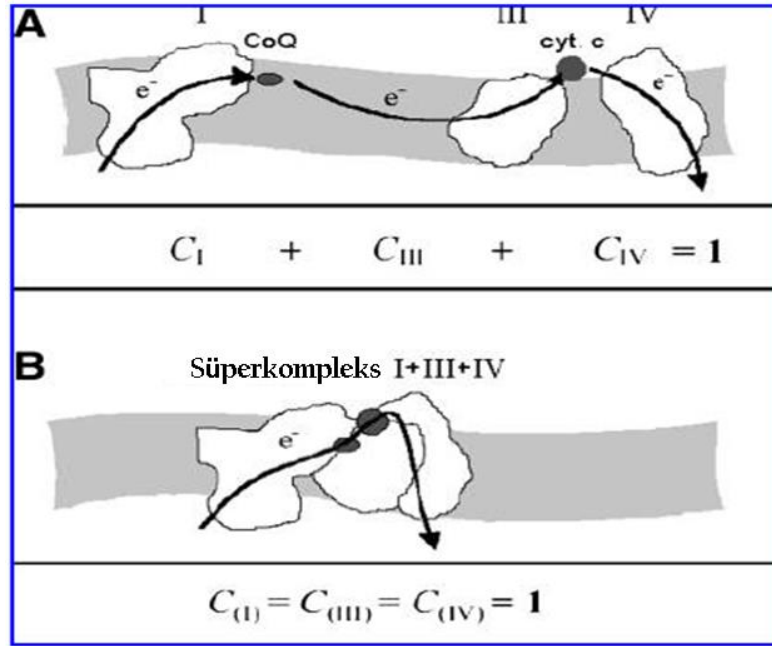 A I III IV
CoQ cyt. c
e⁻ e⁻ e⁻
C_I + C_III + C_IV = 1
B
Süperkompleks I+III+IV
e⁻
C_(I) = C_(III) = C_(IV) = 1